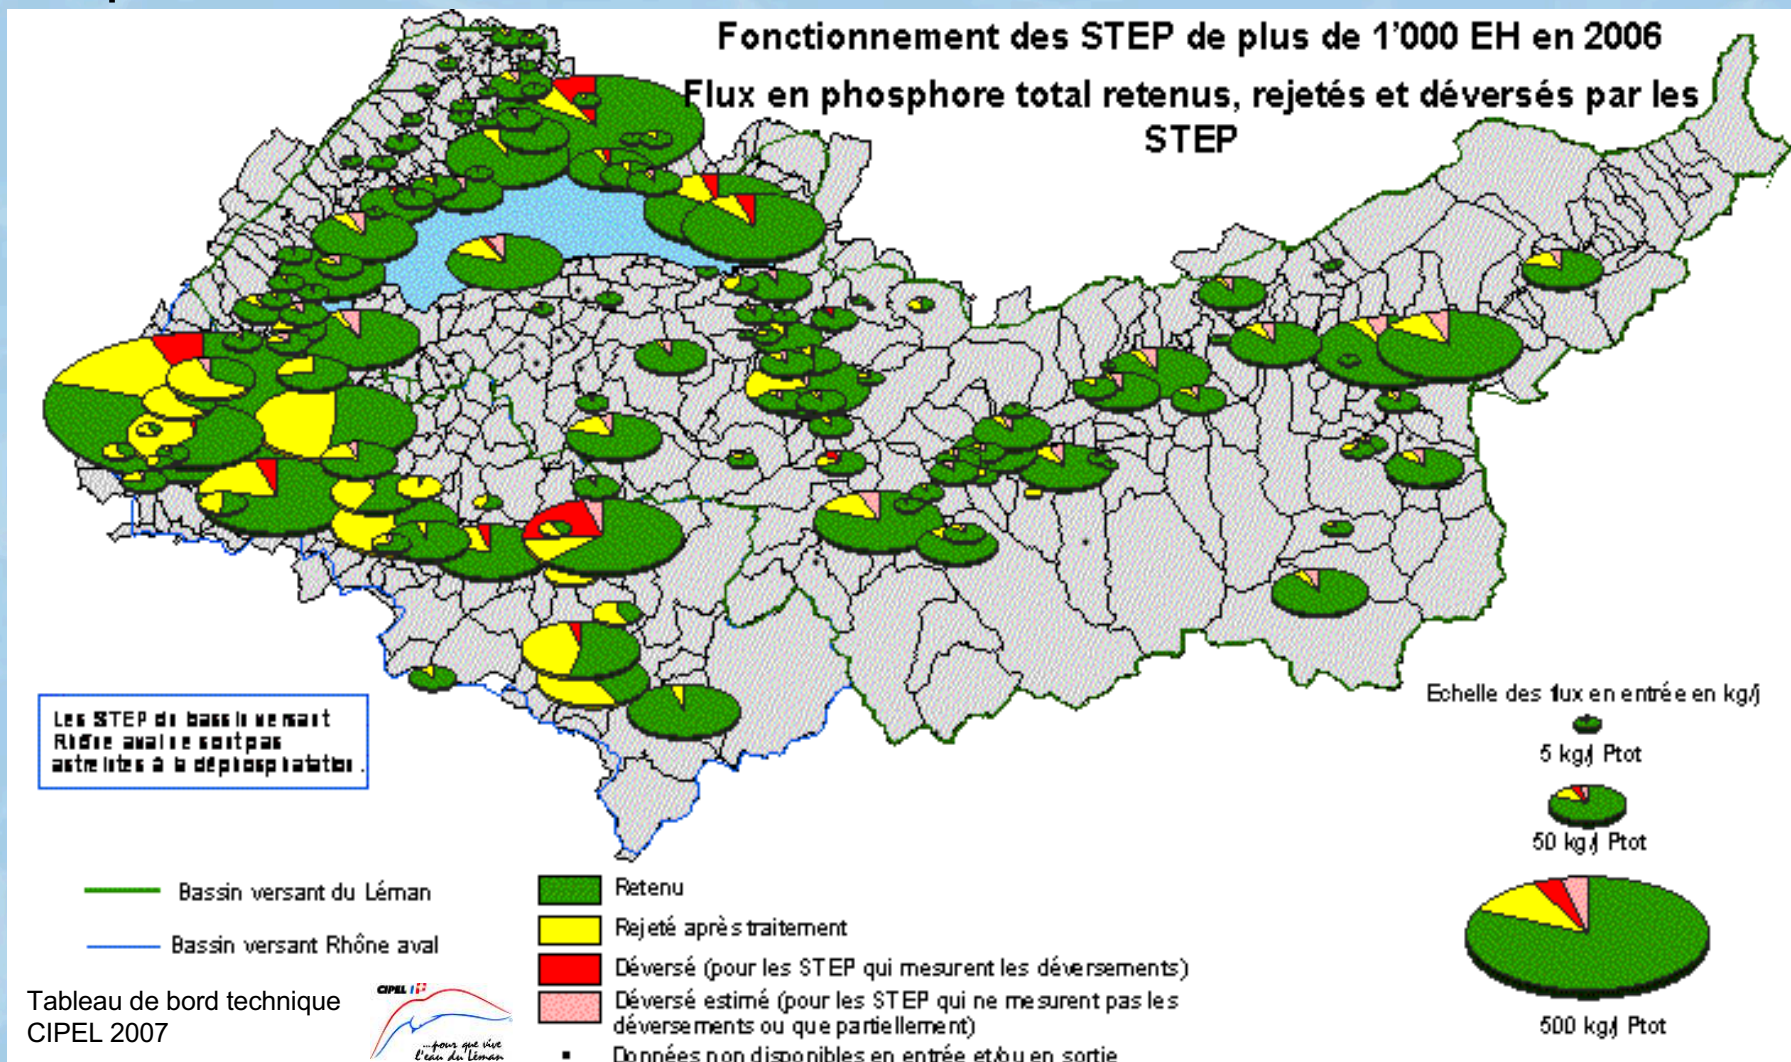 Fonctionnement des STEP de plus de 1'000 EH en 2006
Flux en phosphore total retenus, rejetés et déversés par les
STEP
Les STEP du bassin versant
Rhône aval ne sont pas
astreintes à la déphosphatation.
Echelle des flux en entrée en kg/j
5 kg/j Ptot
50 kg/j Ptot
500 kg/j Ptot
Bassin versant du Léman
Bassin versant Rhône aval
Retenu
Rejeté après traitement
Déversé (pour les STEP qui mesurent les déversements)
Déversé estimé (pour les STEP qui ne mesurent pas les
déversements ou que partiellement)
Données non disponibles en entrée et/ou en sortie
Tableau de bord technique
CIPEL 2007
CIPEL
...pour que vive
l'eau du Léman